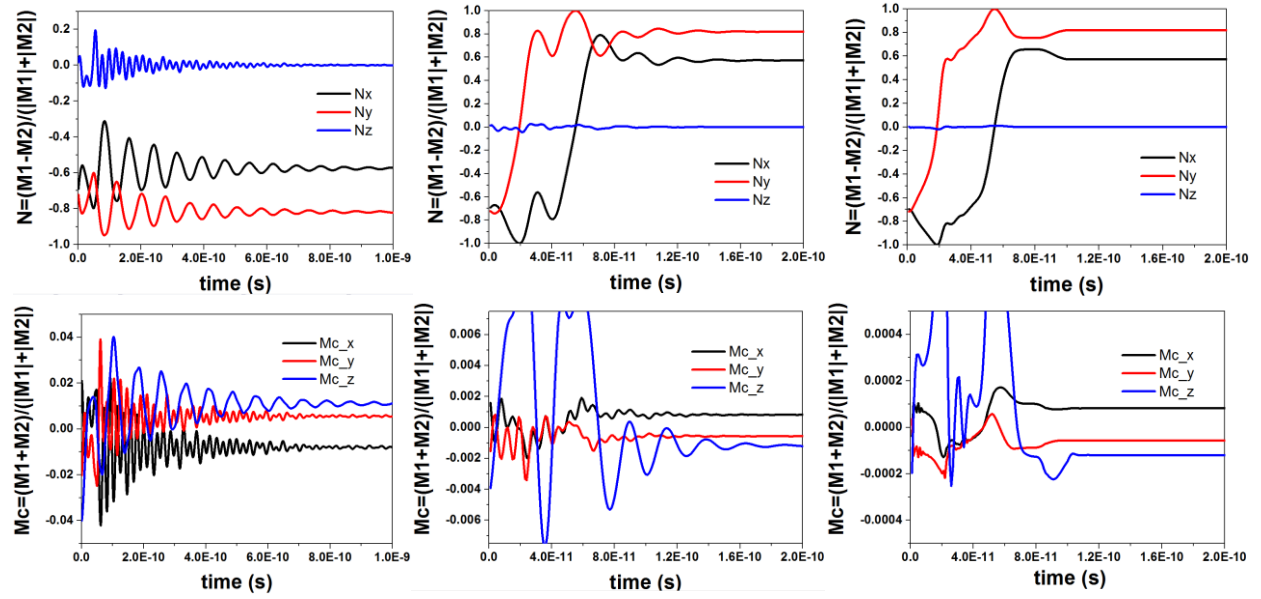 N=(M1-M2)/(|M1|+|M2|)
0.2
0.0
-0.2
-0.4
-0.6
-0.8
-1.0
Nx
Ny
Nz
0.0 2.0E-10 4.0E-10 6.0E-10 8.0E-10 1.0E-9
time (s)
N=(M1-M2)/(|M1|+|M2|)
1.0
0.8
0.6
0.4
0.2
0.0
-0.2
-0.4
-0.6
-0.8
-1.0
Nx
Ny
Nz
0.0 4.0E-11 8.0E-11 1.2E-10 1.6E-10 2.0E-10
time (s)
N=(M1-M2)/(|M1|+|M2|)
1.0
0.8
0.6
0.4
0.2
0.0
-0.2
-0.4
-0.6
-0.8
-1.0
Nx
Ny
Nz
0.0 4.0E-11 8.0E-11 1.2E-10 1.6E-10 2.0E-10
time (s)
Mc=(M1+M2)/(|M1|+|M2|)
0.04
0.02
0.00
-0.02
-0.04
Mc_x
Mc_y
Mc_z
0.0 2.0E-10 4.0E-10 6.0E-10 8.0E-10 1.0E-9
time (s)
Mc=(M1+M2)/(|M1|+|M2|)
0.006
0.004
0.002
0.000
-0.002
-0.004
-0.006
Mc_x
Mc_y
Mc_z
0.0 4.0E-11 8.0E-11 1.2E-10 1.6E-10 2.0E-10
time (s)
Mc=(M1+M2)/(|M1|+|M2|)
0.0004
0.0002
0.0000
-0.0002
-0.0004
Mc_x
Mc_y
Mc_z
0.0 4.0E-11 8.0E-11 1.2E-10 1.6E-10 2.0E-10
time (s)